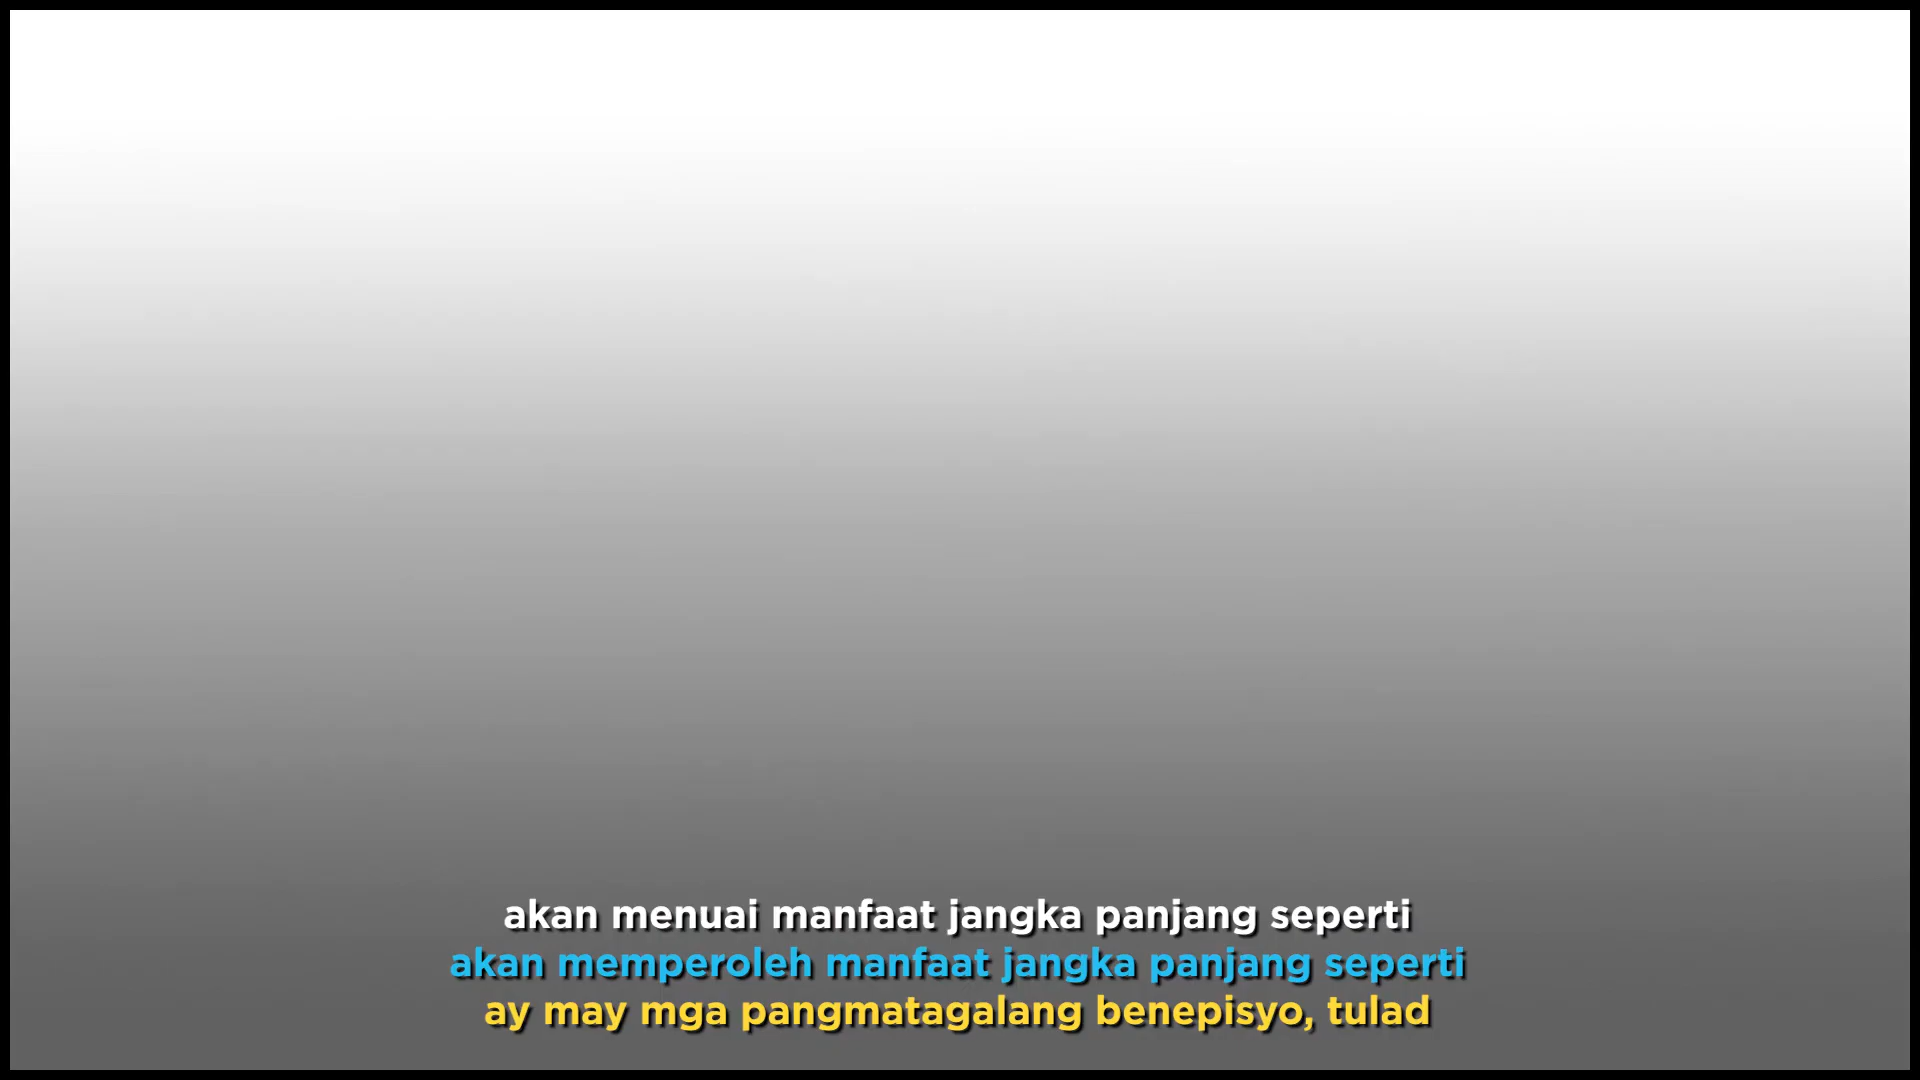 akan menuai manfaat jangka panjang seperti
akan memperoleh manfaat jangka panjang seperti
ay may mga pangmatagalang benepisyo, tulad